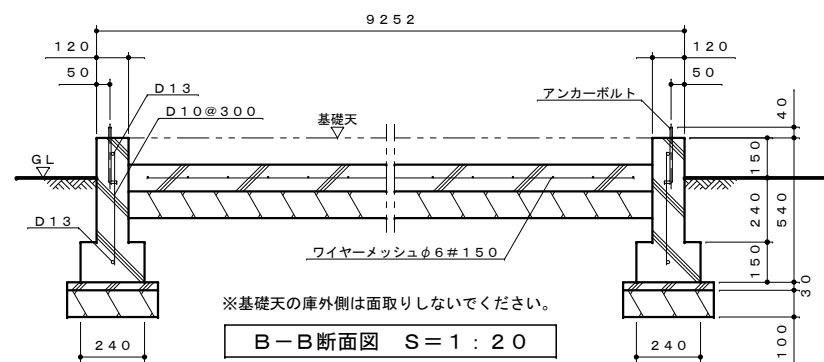 9252
120
120
50
50
D13
D10@300
アンカーボルト
基礎天
40
GL
150
240
540
D13
ワイヤーメッシュφ6#150
150
30
※基礎天の庫外側は面取りしないでください。
B－B断面図 S＝1：20
240
240
100